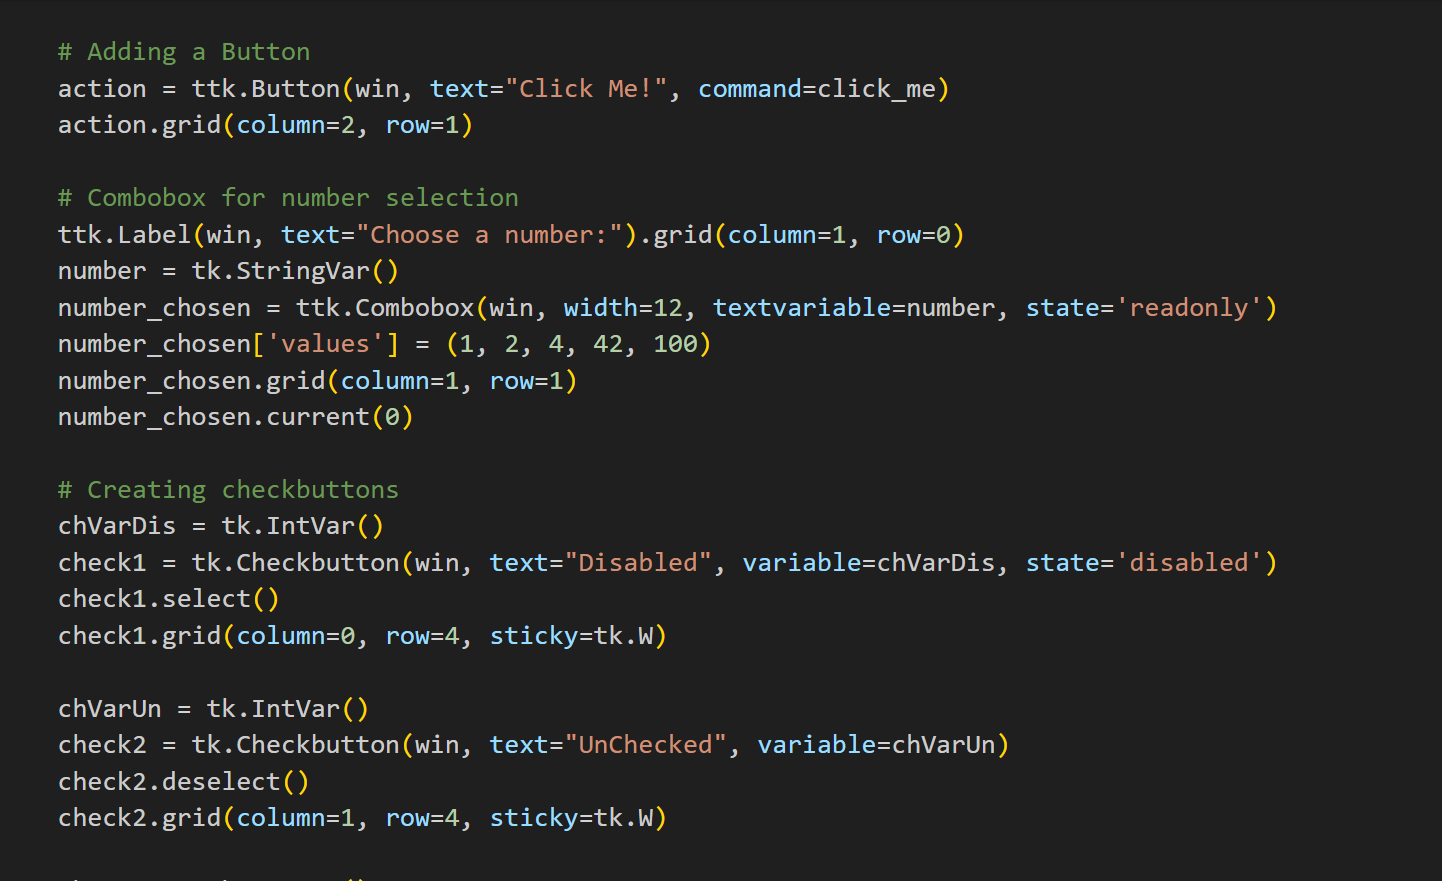 # Adding a Button
action = ttk.Button(win, text="Click Me!", command=click_me)
action.grid(column=2, row=1)
# Combobox for number selection
ttk.Label(win, text="Choose a number:").grid(column=1, row=0)
number = tk.StringVar()
number_chosen = ttk.Combobox(win, width=12, textvariable=number, state='readonly')
number_chosen['values'] = (1, 2, 4, 42, 100)
number_chosen.grid(column=1, row=1)
number_chosen.current(0)
# Creating checkbuttons
chVarDis = tk.IntVar()
check1 = tk.Checkbutton(win, text="Disabled", variable=chVarDis, state='disabled')
check1.select()
check1.grid(column=0, row=4, sticky=tk.W)
chVarUn = tk.IntVar()
check2 = tk.Checkbutton(win, text="UnChecked", variable=chVarUn)
check2.deselect()
check2.grid(column=1, row=4, sticky=tk.W)